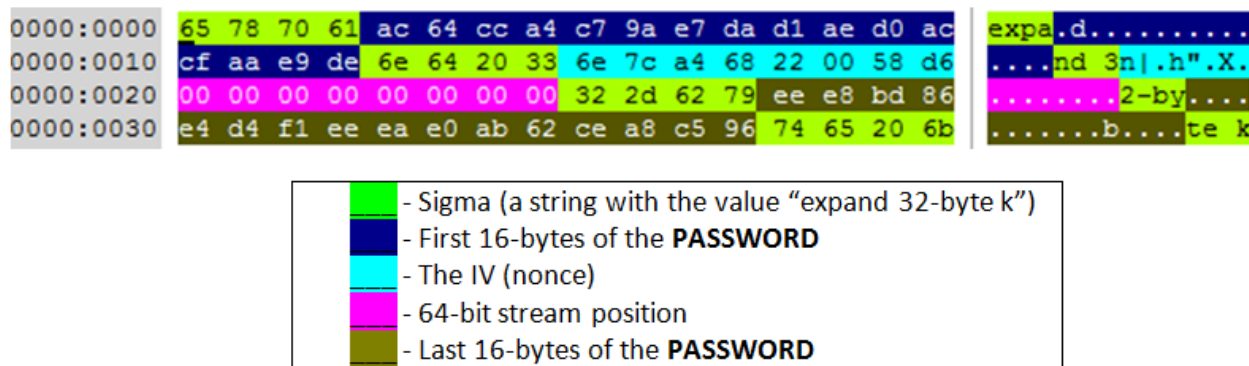 0000:0000 65 78 70 61 ac 64 cc a4 c7 9a e7 da d1 ae d0 ac expa.d..........
0000:0010 cf aa e9 de 6e 64 20 33 6e 7c a4 68 22 00 58 d6 ....nd 3n|.h".X.
0000:0020 00 00 00 00 00 00 00 00 32 2d 62 79 ee e8 bd 86 ........2-by....
0000:0030 e4 d4 f1 ee ea e0 ab 62 ce a8 c5 96 74 65 20 6b .......b....te k
___ - Sigma (a string with the value “expand 32-byte k”)
___ - First 16-bytes of the PASSWORD
___ - The IV (nonce)
___ - 64-bit stream position
___ - Last 16-bytes of the PASSWORD